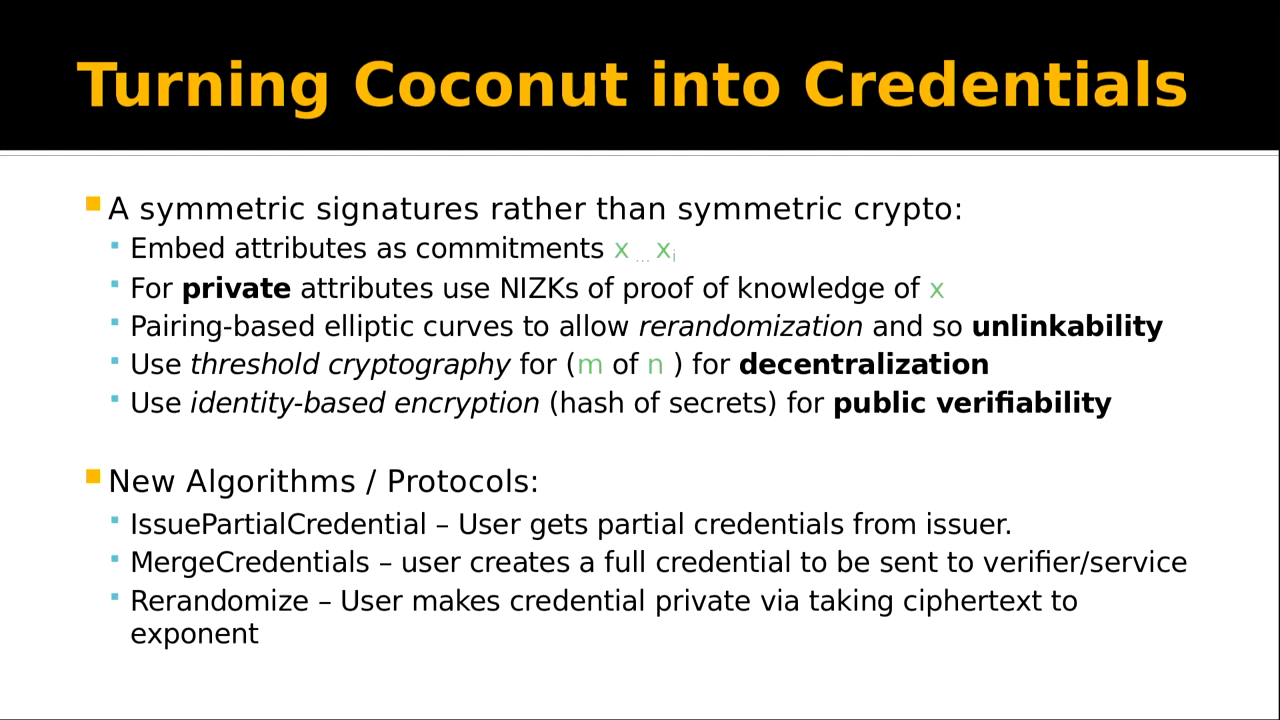 Turning Coconut into Credentials
A symmetric signatures rather than symmetric crypto:
Embed attributes as commitments x ... xi
For private attributes use NIZKs of proof of knowledge of x
Pairing-based elliptic curves to allow rerandomization and so unlinkability
Use threshold cryptography for (m of n ) for decentralization
Use identity-based encryption (hash of secrets) for public verifiability
New Algorithms / Protocols:
IssuePartialCredential – User gets partial credentials from issuer.
MergeCredentials – user creates a full credential to be sent to verifier/service
Rerandomize – User makes credential private via taking ciphertext to
exponent